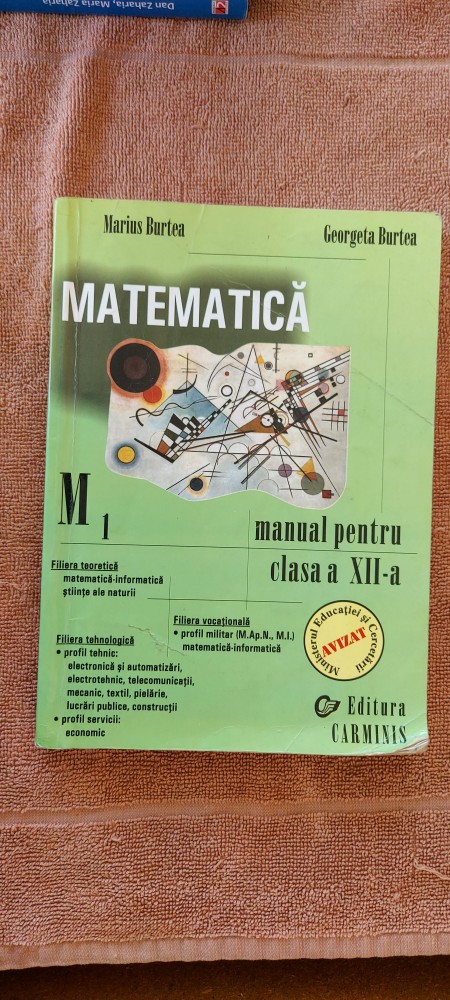 Dan Zaharia, Maria Zaharia
Marius Burtea
Georgeta Burtea
MATEMATICĂ
M 1
manual pentru
clasa a XII-a
Filiera teoretică
matematică-informatică
științe ale naturii
Filiera vocațională
• profil militar (M.Ap.N., M.I.)
matematică-informatică
Filiera tehnologică
• profil tehnic:
electronică și automatizări,
electrotehnic, telecomunicații,
mecanic, textil, pielărie,
lucrări publice, construcții
• profil servicii:
economic
Ministerul Educației și Cercetării
AVIZAT
Editura
CARMINIS